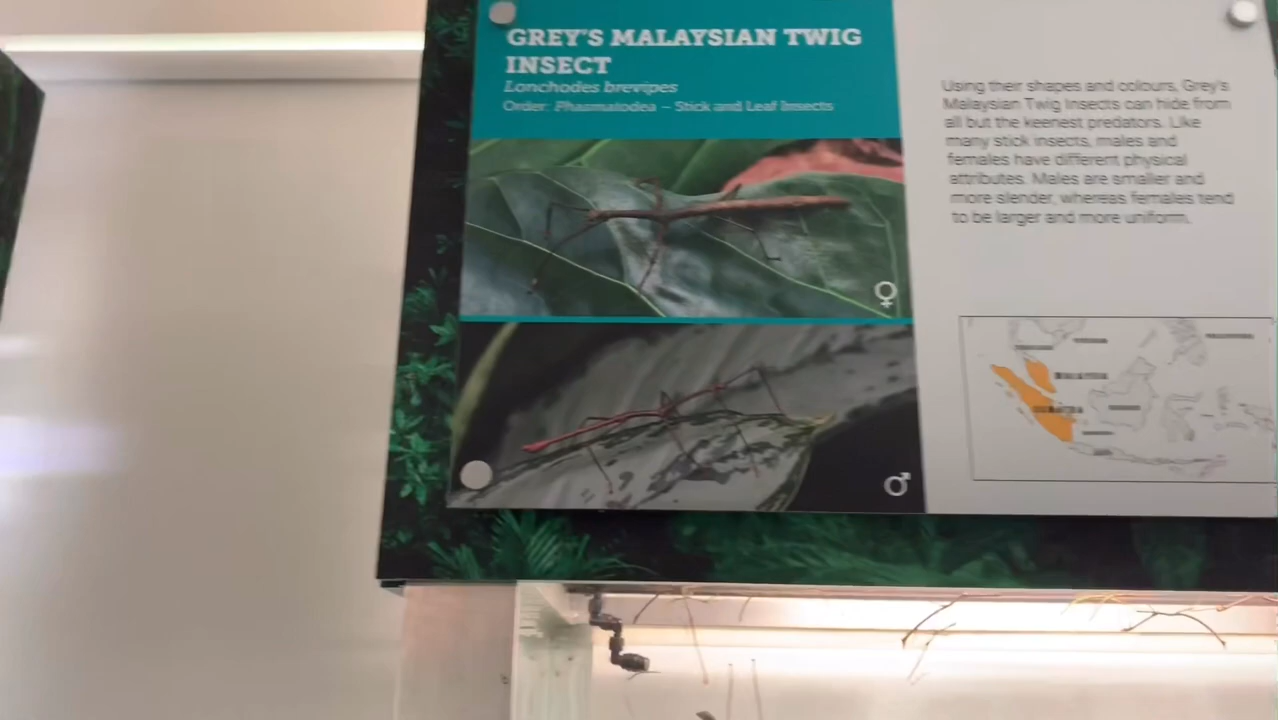 GREY'S MALAYSIAN TWIG
INSECT
Lonchodes brevipes
Order: Phasmatodea – Stick and Leaf Insects
Using their shapes and colours, Grey's
Malaysian Twig Insects can hide from
all but the keenest predators. Like
many stick insects, males and
females have different physical
attributes. Males are smaller and
more slender, whereas females tend
to be larger and more uniform.
♀
♂
MALAYSIA
SUMATRA